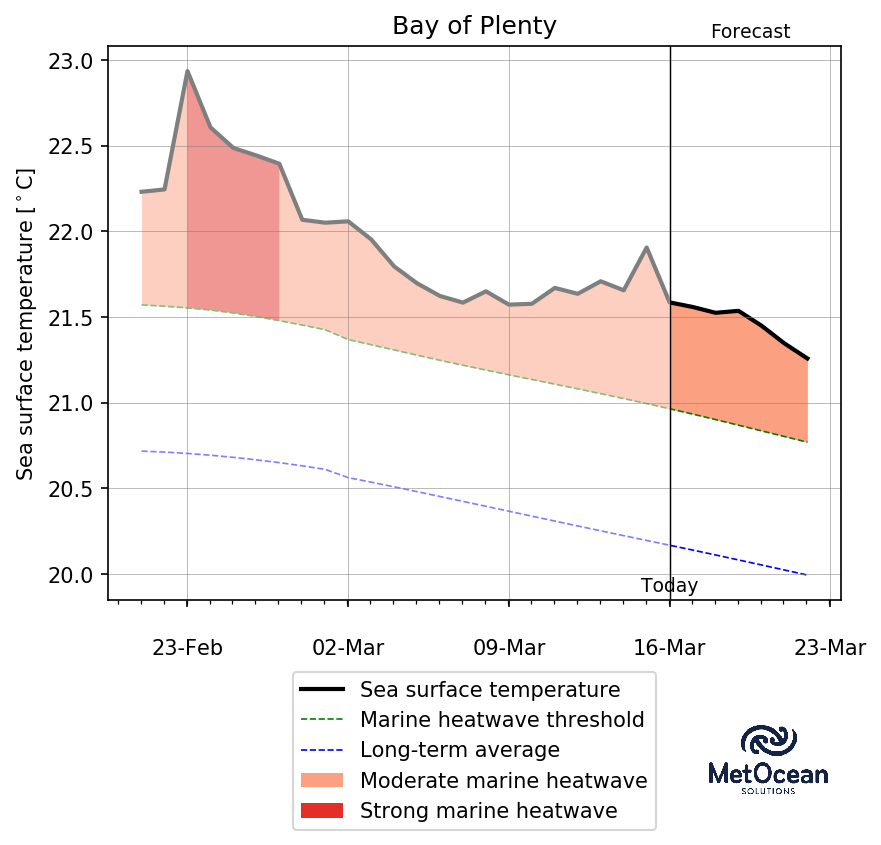 Bay of Plenty
Forecast
Sea surface temperature [°C]
23.0
22.5
22.0
21.5
21.0
20.5
20.0
Today
23-Feb 02-Mar 09-Mar 16-Mar 23-Mar
Sea surface temperature
Marine heatwave threshold
Long-term average
Moderate marine heatwave
Strong marine heatwave
MetOcean
SOLUTIONS